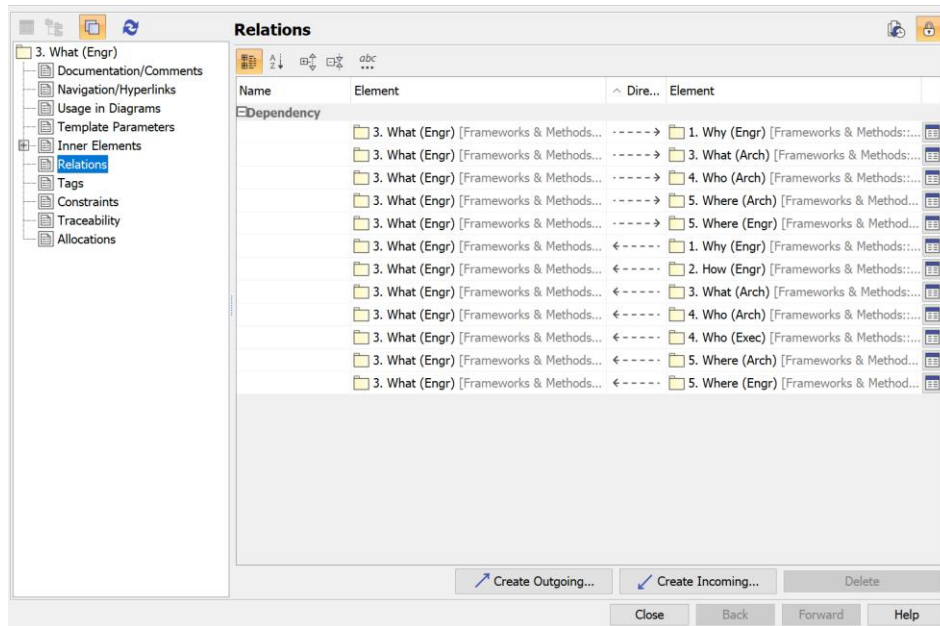 Relations
3. What (Engr)
Documentation/Comments
Navigation/Hyperlinks
Usage in Diagrams
Template Parameters
Inner Elements
Relations
Tags
Constraints
Traceability
Allocations
A
Z
abc
Name Element Dire... Element
Dependency
3. What (Engr) [Frameworks & Methods... 1. Why (Engr) [Frameworks & Methods::...
3. What (Engr) [Frameworks & Methods... 3. What (Arch) [Frameworks & Methods:...
3. What (Engr) [Frameworks & Methods... 4. Who (Arch) [Frameworks & Methods::...
3. What (Engr) [Frameworks & Methods... 5. Where (Arch) [Frameworks & Method...
3. What (Engr) [Frameworks & Methods... 5. Where (Engr) [Frameworks & Method...
3. What (Engr) [Frameworks & Methods... 1. Why (Engr) [Frameworks & Methods::...
3. What (Engr) [Frameworks & Methods... 2. How (Engr) [Frameworks & Methods::...
3. What (Engr) [Frameworks & Methods... 3. What (Arch) [Frameworks & Methods:...
3. What (Engr) [Frameworks & Methods... 4. Who (Arch) [Frameworks & Methods::...
3. What (Engr) [Frameworks & Methods... 4. Who (Exec) [Frameworks & Methods::...
3. What (Engr) [Frameworks & Methods... 5. Where (Arch) [Frameworks & Method...
3. What (Engr) [Frameworks & Methods... 5. Where (Engr) [Frameworks & Method...
Create Outgoing... Create Incoming... Delete
Close Back Forward Help